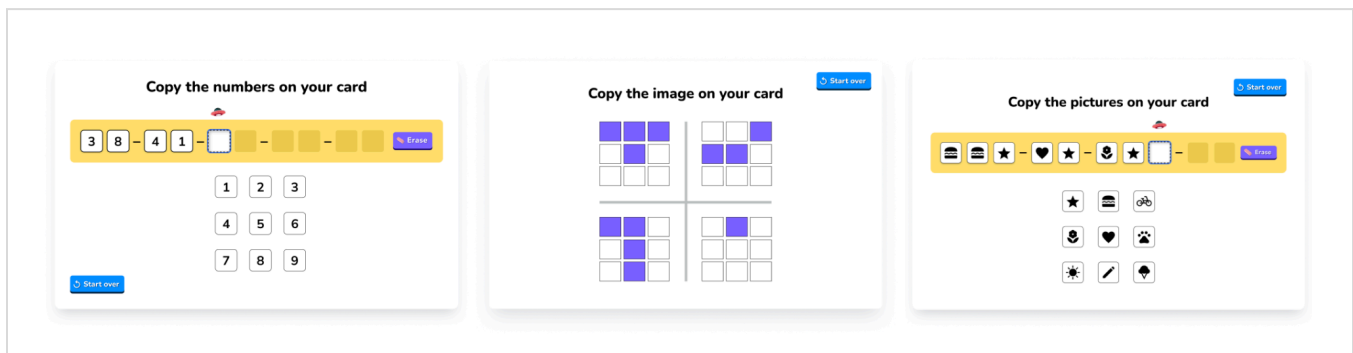 Copy the numbers on your card
3 8 – 4 1 – – –
Erase
1 2 3
4 5 6
7 8 9
Start over
Start over
Copy the image on your card
Start over
Copy the pictures on your card
Erase